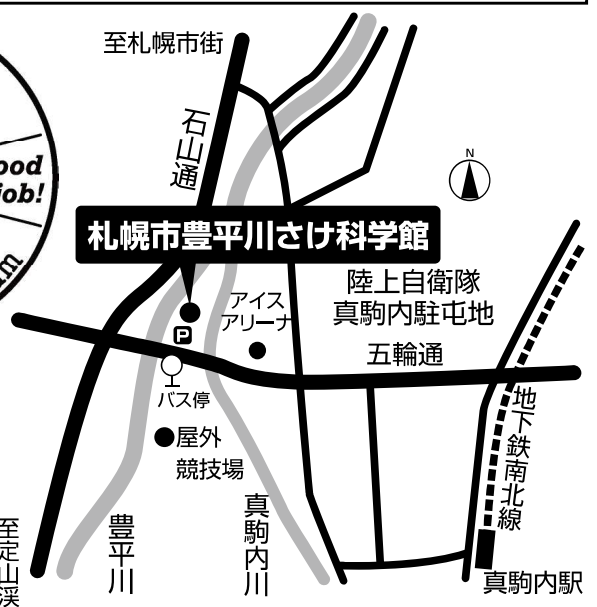 至札幌市街
石山通
ood
job!
N
札幌市豊平川さけ科学館
陸上自衛隊
真駒内駐屯地
アイス
アリーナ
P
五輪通
バス停
屋外
競技場
地下鉄南北線
至定山渓
豊平川
真駒内川
真駒内駅